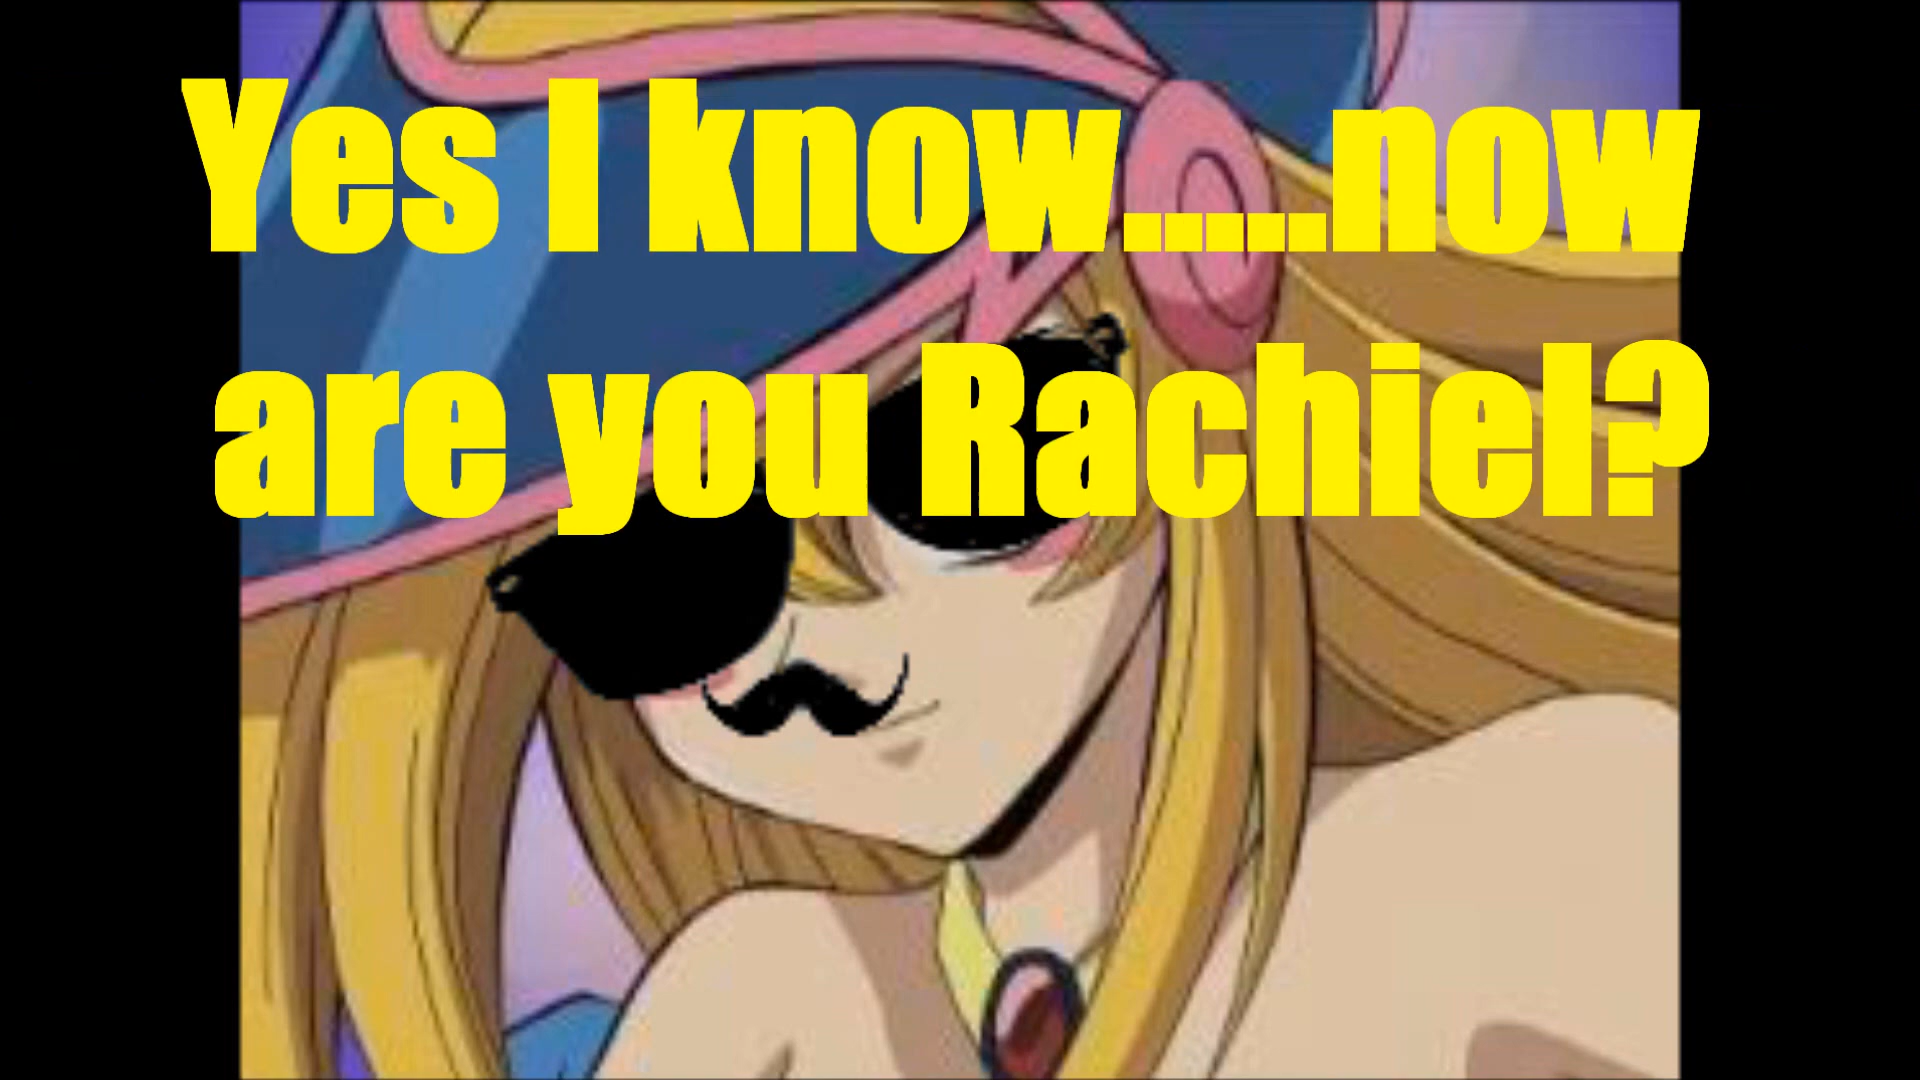 Yes I know.....now
are you Rachiel?